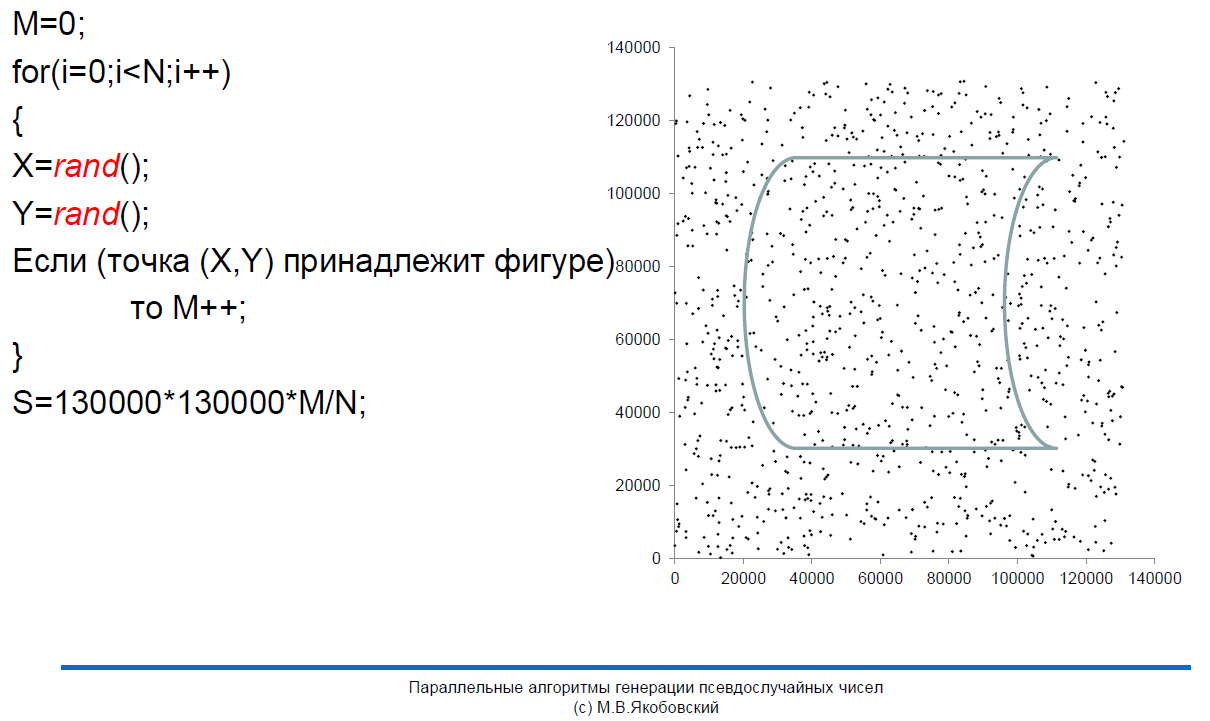 M=0;
for(i=0;i<N;i++)
{
X=rand();
Y=rand();
Если (точка (X,Y) принадлежит фигуре)
то M++;
}
S=130000*130000*M/N;
140000
120000
100000
80000
60000
40000
20000
0
0 20000 40000 60000 80000 100000 120000 140000
Параллельные алгоритмы генерации псевдослучайных чисел
(с) М.В.Якобовский